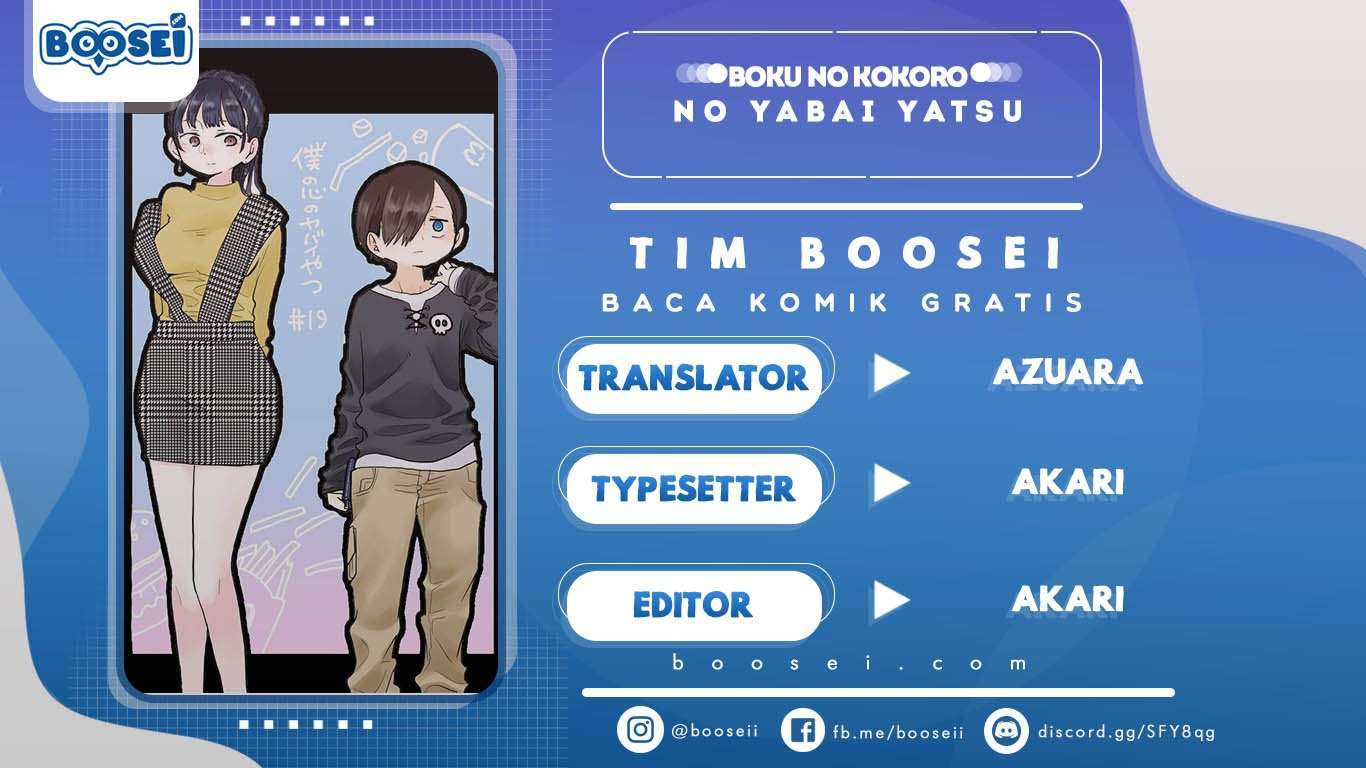 BOOSEI
.COM
僕の心のヤバイやつ
#19
BOKU NO KOKORO
NO YABAI YATSU
TIM BOOSEI
BACA KOMIK GRATIS
TRANSLATOR
AZUARA
TYPESETTER
AKARI
EDITOR
AKARI
boosei.com
@booseii
fb.me/booseii
discord.gg/SFY8qg